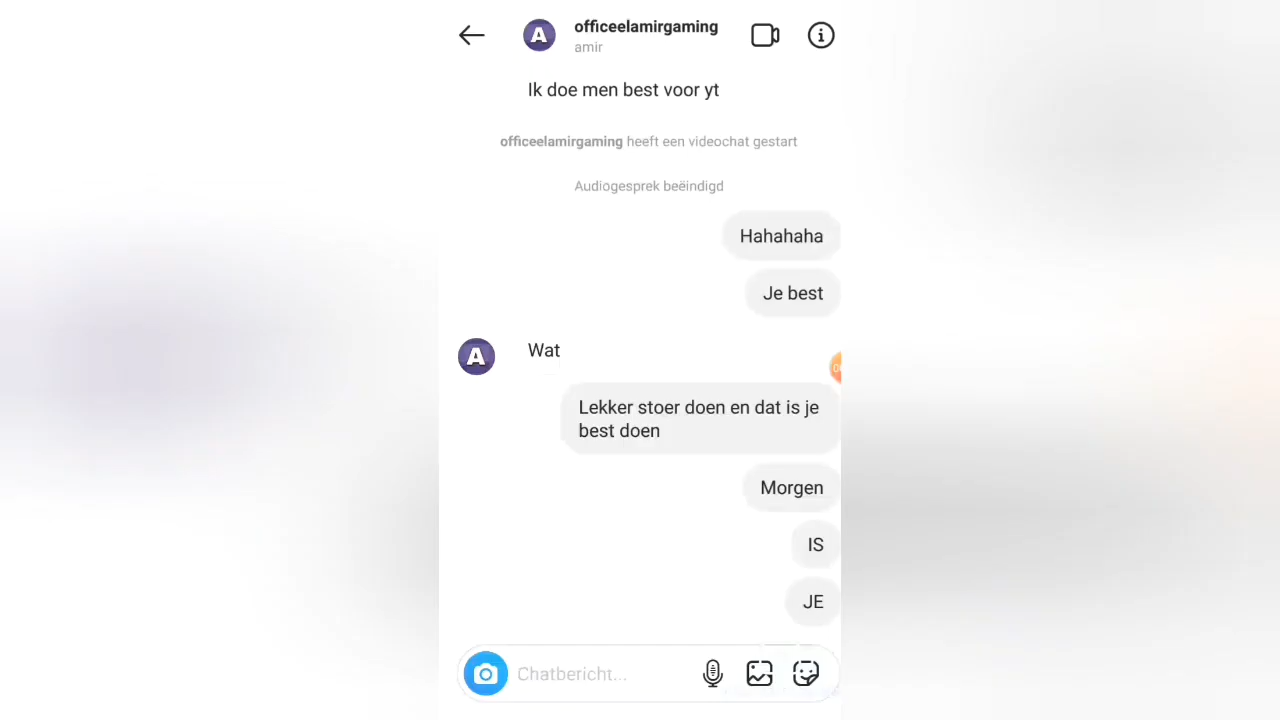 officeelamirgaming
amir
Ik doe men best voor yt
officeelamirgaming heeft een videochat gestart
Audiogesprek beëindigd
Hahahaha
Je best
A
Wat
Lekker stoer doen en dat is je
best doen
Morgen
IS
JE
Chatbericht...